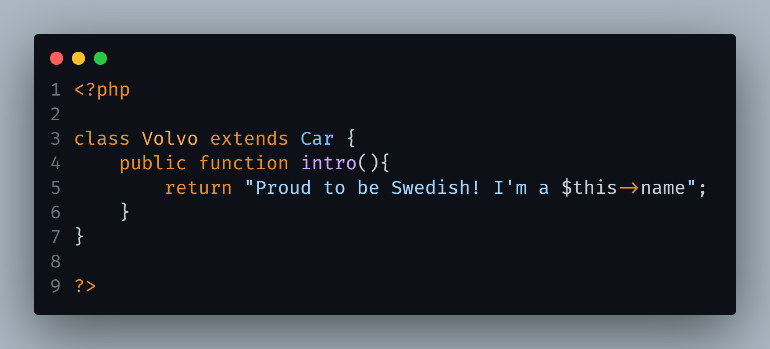 1 <?php
2
3 class Volvo extends Car {
4     public function intro(){
5         return "Proud to be Swedish! I'm a $this->name";
6     }
7 }
8
9 ?>